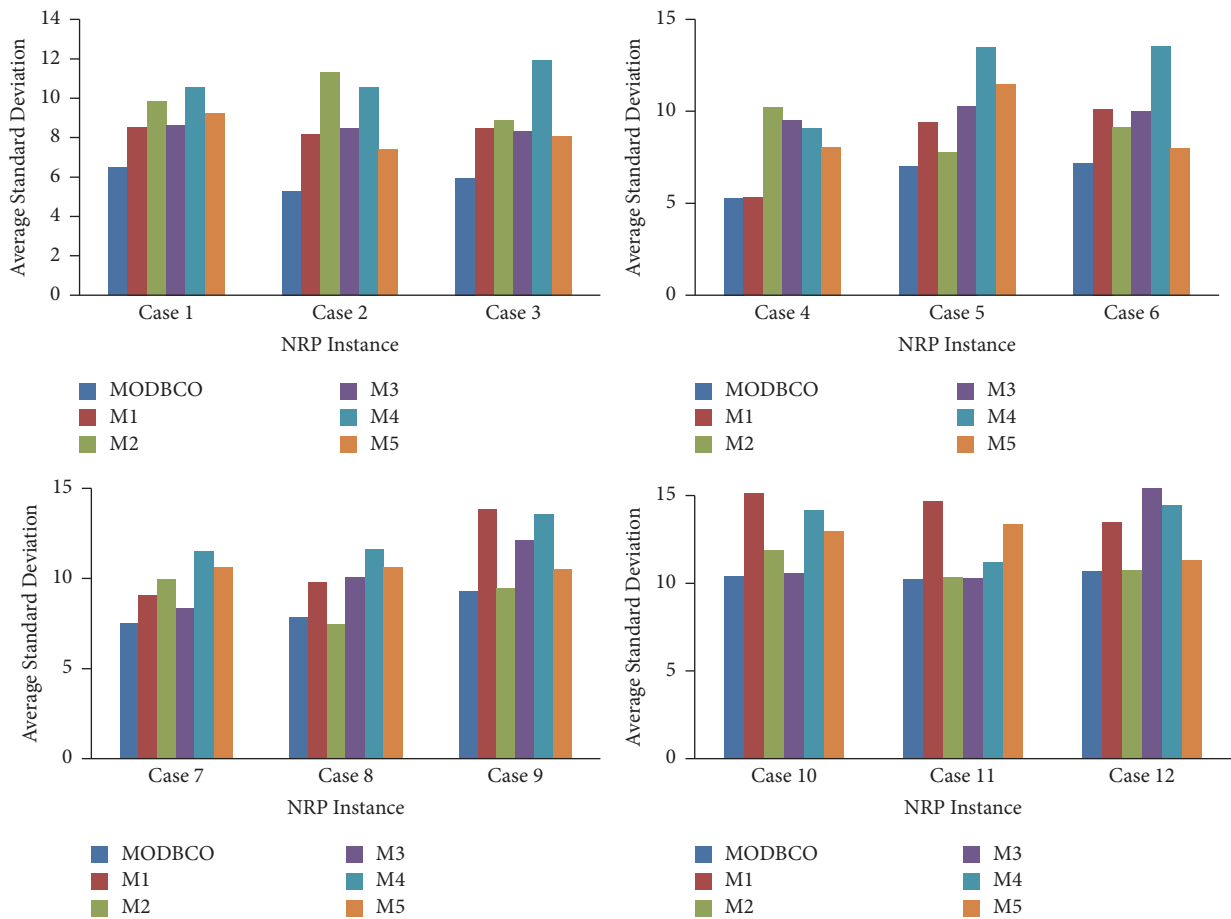 Average Standard Deviation
14
12
10
8
6
4
2
0
Case 1 Case 2 Case 3
NRP Instance
MODBCO M3
M1 M4
M2 M5
Average Standard Deviation
15
10
5
0
Case 4 Case 5 Case 6
NRP Instance
MODBCO M3
M1 M4
M2 M5
Average Standard Deviation
15
10
5
0
Case 7 Case 8 Case 9
NRP Instance
MODBCO M3
M1 M4
M2 M5
Average Standard Deviation
15
10
5
0
Case 10 Case 11 Case 12
NRP Instance
MODBCO M3
M1 M4
M2 M5